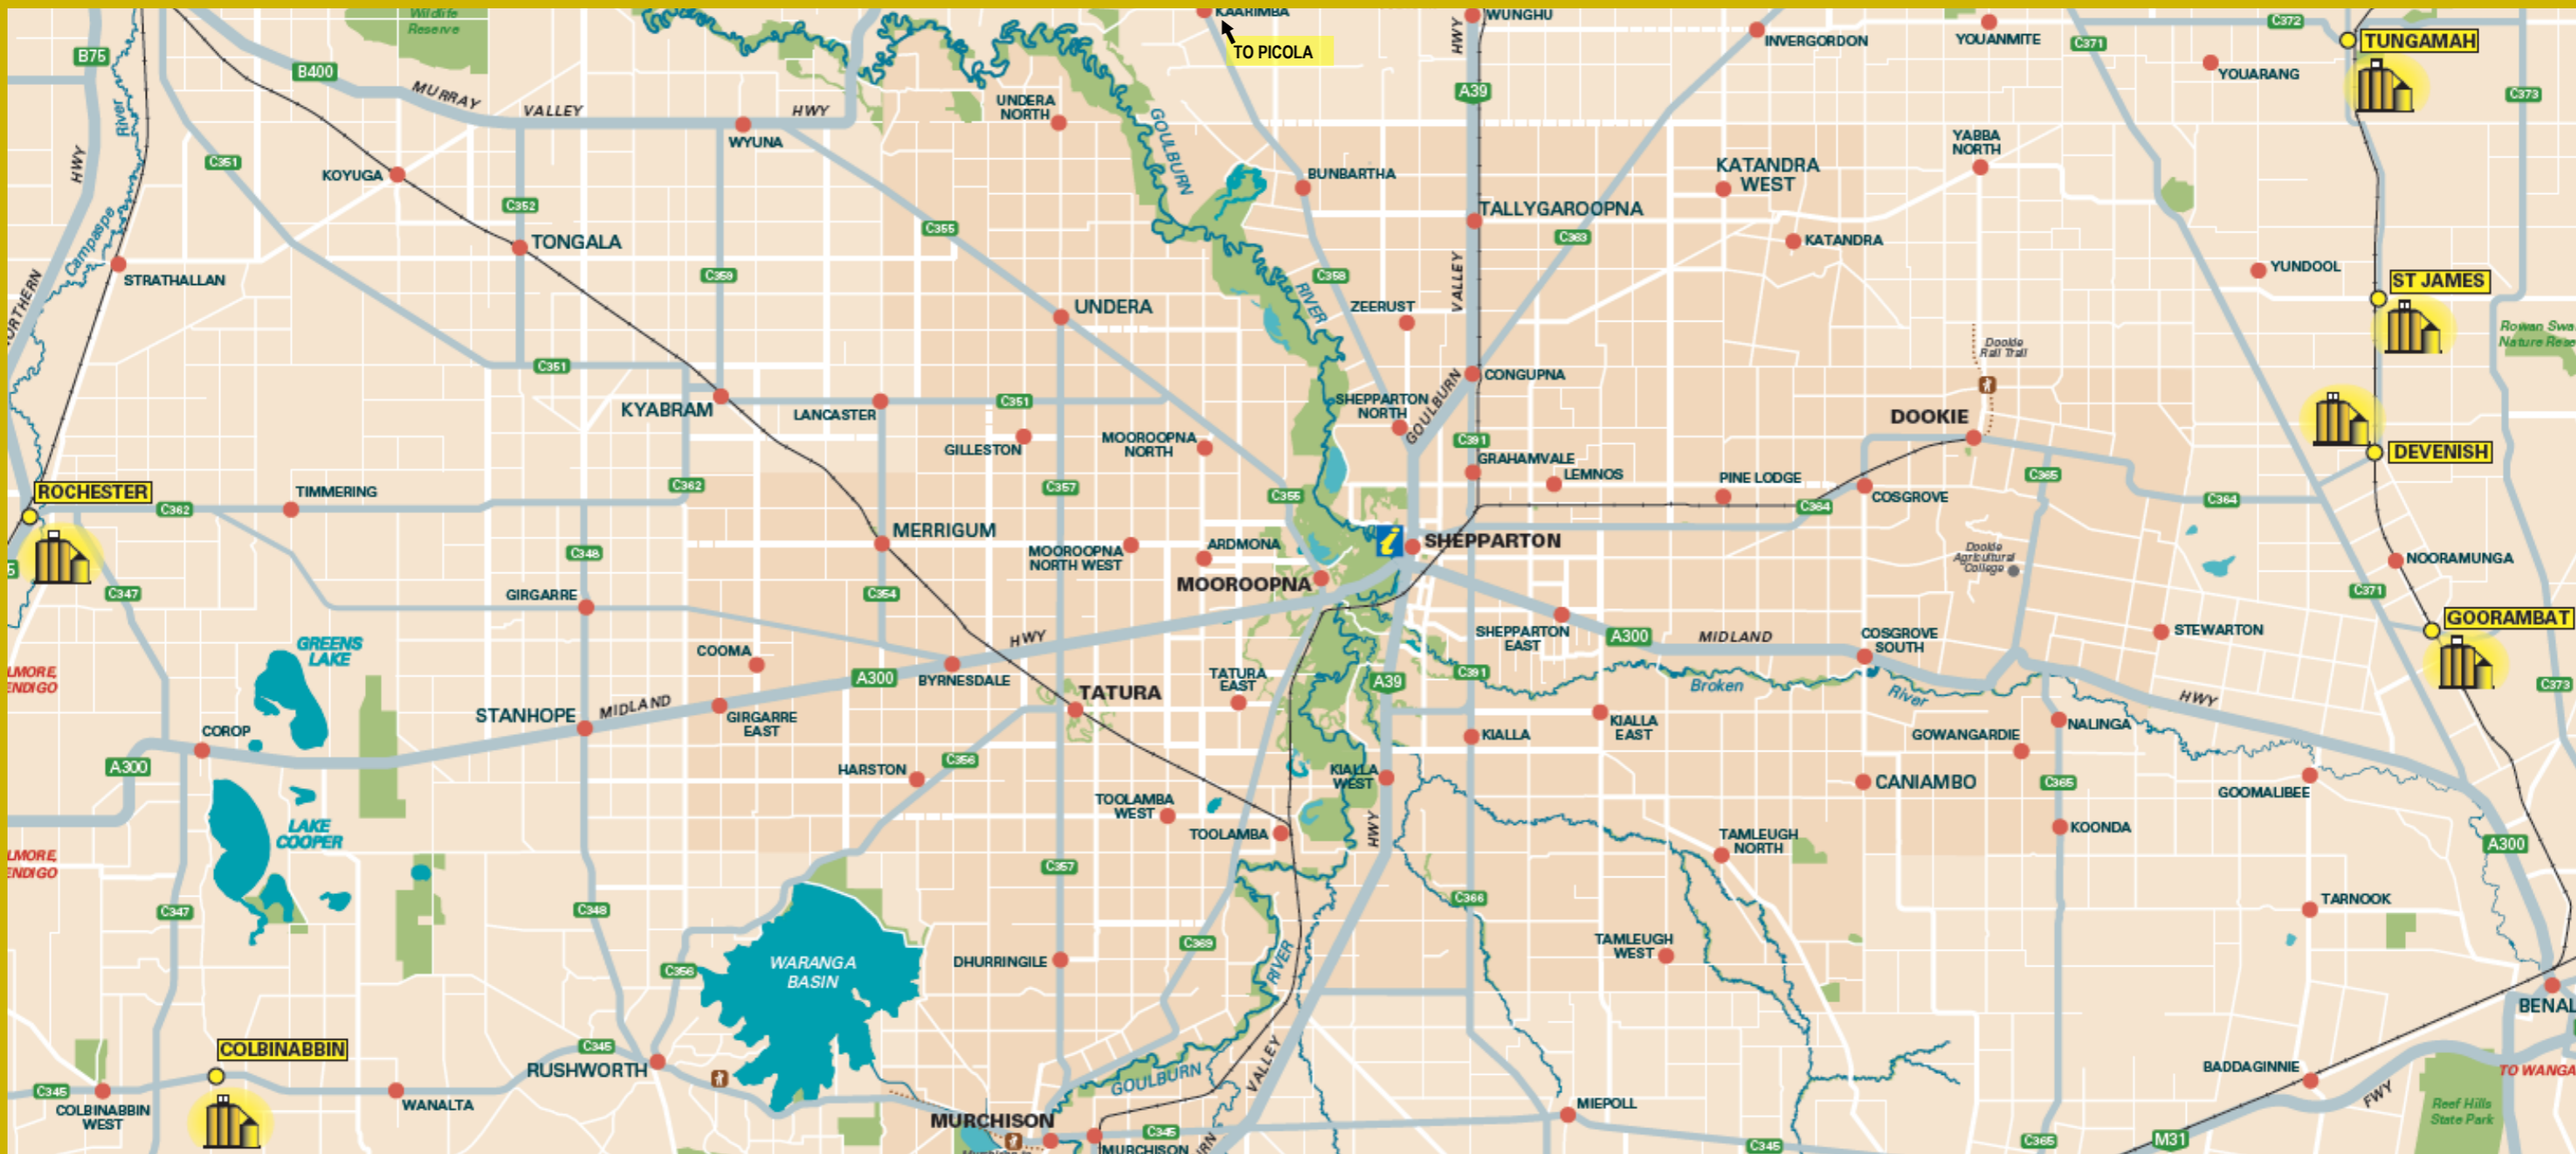 Wildlife
Reserve
KAARIMBA
TO PICOLA
WUNGHU
HWY
INVERGORDON
YOUANMITE
C372
C371
TUNGAMAH
YOUARANG
C373
B75
B400
MURRAY
VALLEY
HWY
WYUNA
UNDERA
NORTH
GOULBURN
A39
River
HWY
C351
KOYUGA
C352
BUNBARTHA
KATANDRA
WEST
YABBA
NORTH
TALLYGAROOPNA
C363
KATANDRA
Campaspe
STRATHALLAN
TONGALA
C359
C355
RIVER
C358
VALLEY
YUNDOOL
ST JAMES
UNDERA
ZEERUST
Dookie
Rail Trail
Rowan Swa
Nature Rese
C351
KYABRAM
LANCASTER
C351
CONGUPNA
SHEPPARTON
NORTH
GOULBURN
GILLESTON
MOOROOPNA
NORTH
C391
DOOKIE
DEVENISH
GRAHAMVALE
LEMNOS
PINE LODGE
COSGROVE
C365
C364
C364
ROCHESTER
C362
TIMMERING
C362
C357
C355
MERRIGUM
MOOROOPNA
NORTH WEST
ARDMONA
i
SHEPPARTON
MOOROOPNA
Dookie
Agricultural
College
NOORAMUNGA
C348
C347
GIRGARRE
C354
C371
GOORAMBAT
GREENS
LAKE
HWY
SHEPPARTON
EAST
A300
MIDLAND
COSGROVE
SOUTH
STEWARTON
LMORE,
ENDIGO
COOMA
A300
BYRNESDALE
TATURA
TATURA
EAST
A39
C391
Broken
River
HWY
C373
STANHOPE
MIDLAND
GIRGARRE
EAST
KIALLA
KIALLA
EAST
GOWANGARDIE
NALINGA
COROP
A300
HARSTON
C356
KIALLA
WEST
CANIAMBO
C365
GOOMALIBEE
LAKE
COOPER
TOOLAMBA
WEST
TOOLAMBA
HWY
TAMLEUGH
NORTH
KOONDA
A300
LMORE,
ENDIGO
C357
C347
C348
C366
TARNOOK
WARANGA
BASIN
C356
DHURRINGILE
C369
RIVER
TAMLEUGH
WEST
BENAL
COLBINABBIN
C345
RUSHWORTH
GOULBURN
VALLEY
BADDAGINNIE
TO WANGA
C345
COLBINABBIN
WEST
WANALTA
MURCHISON
MIEPOLL
FWY
Reef Hills
State Park
C345
MURCHISON
C345
C365
M31